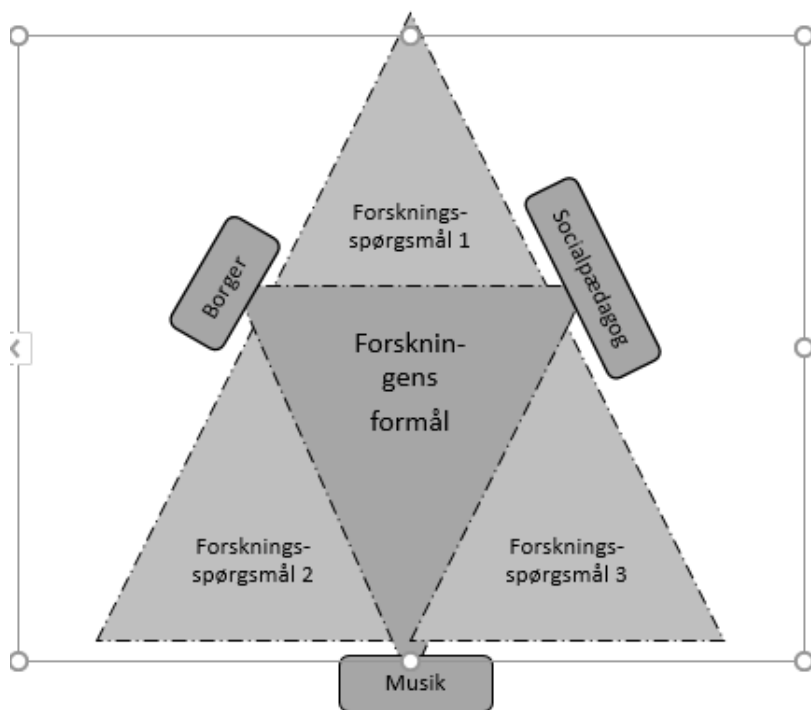 Forsknings-
spørgsmål 1
Borger
Socialpædagog
Forsknin-
gens
formål
Forsknings-
spørgsmål 2
Forsknings-
spørgsmål 3
Musik